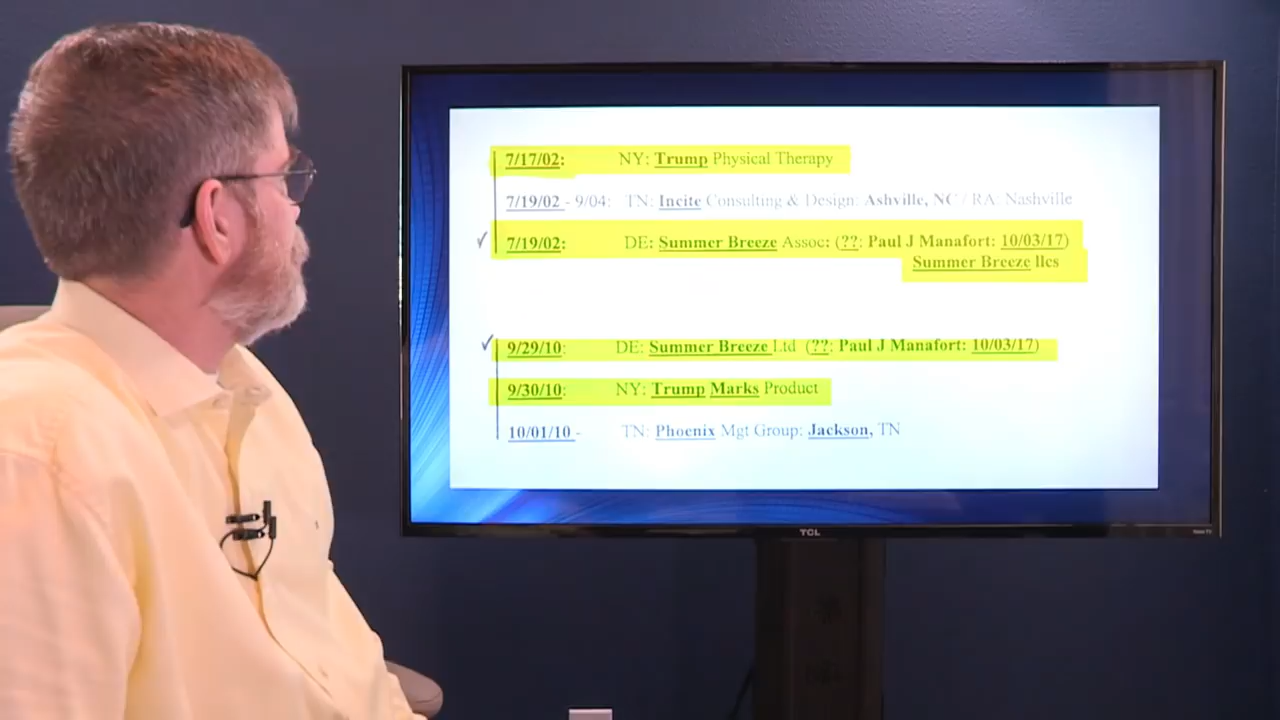 7/17/02: NY: Trump Physical Therapy
7/19/02 - 9/04: TN: Incite Consulting & Design: Ashville, NC / RA: Nashville
✓ 7/19/02: DE: Summer Breeze Assoc: (??: Paul J Manafort: 10/03/17)
Summer Breeze llcs
✓ 9/29/10: DE: Summer Breeze Ltd (??: Paul J Manafort: 10/03/17)
9/30/10: NY: Trump Marks Product
10/01/10 - TN: Phoenix Mgt Group: Jackson, TN
TCL